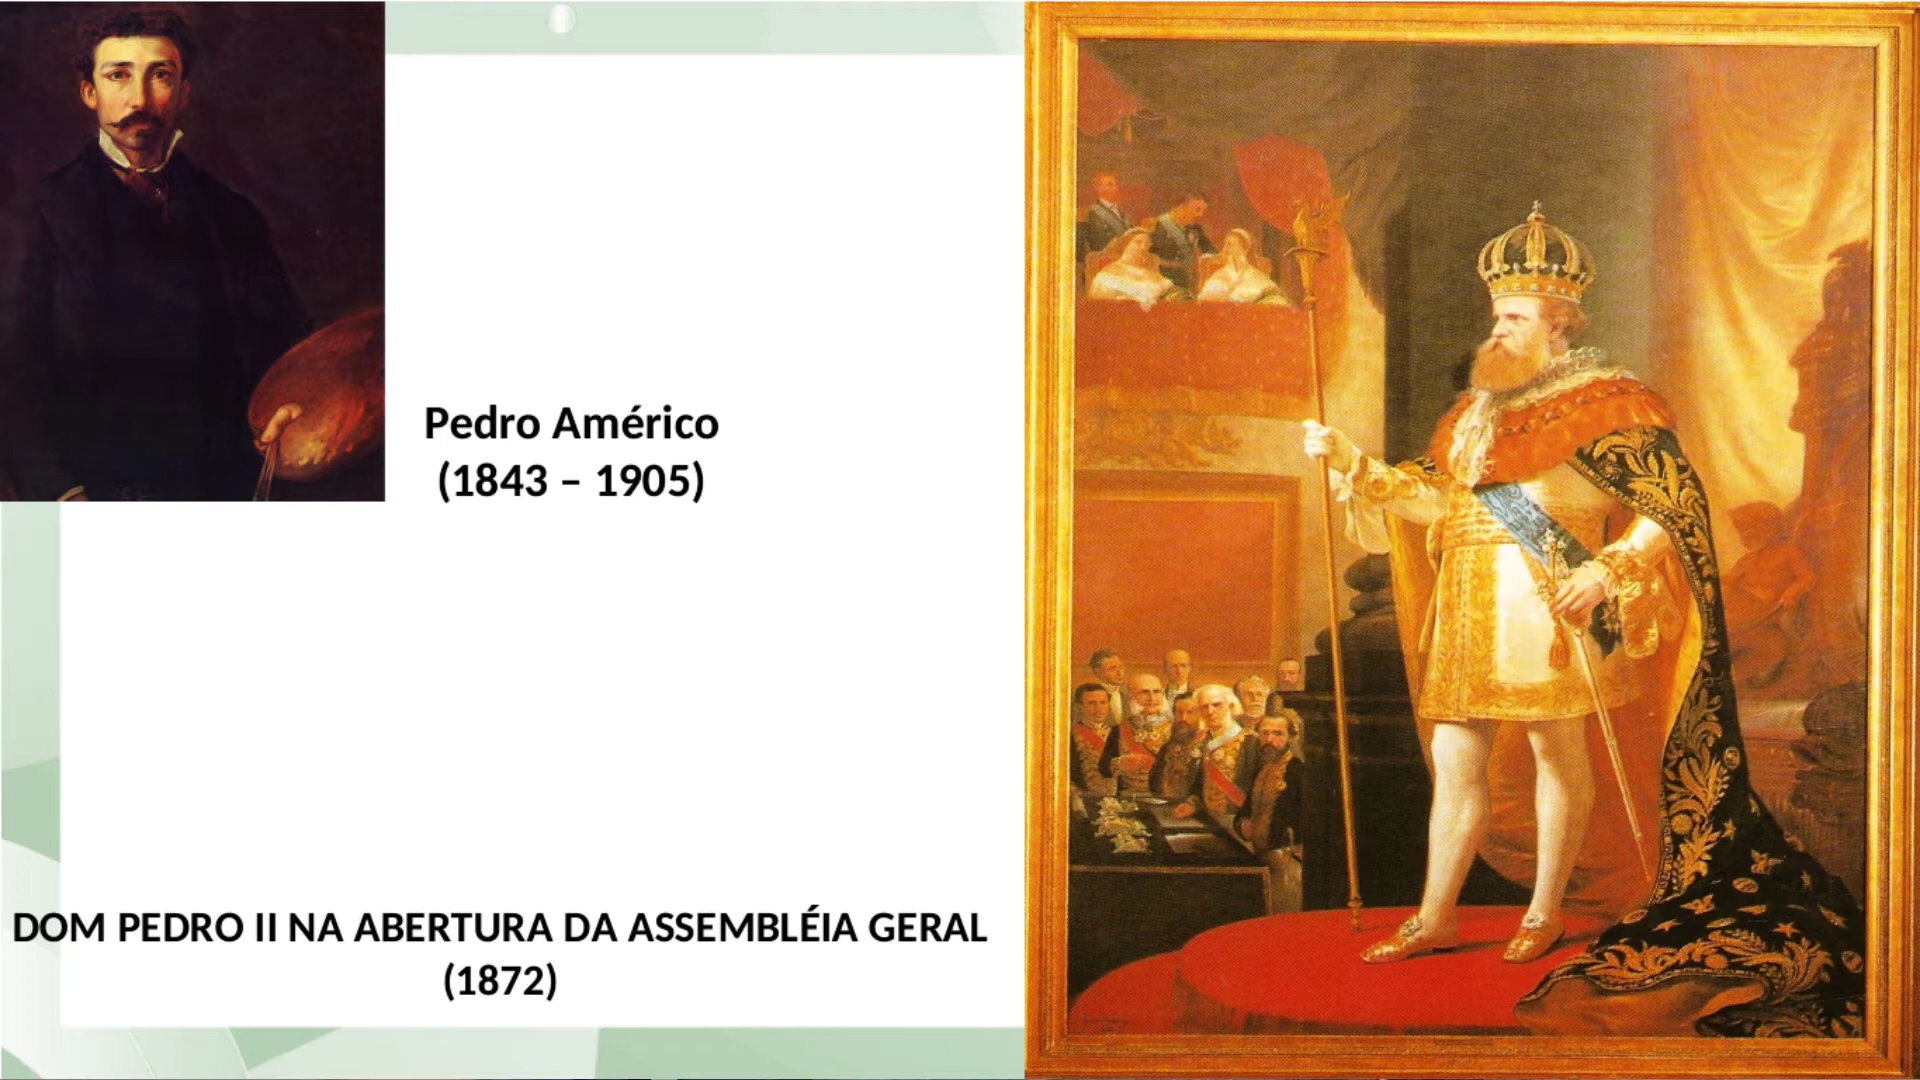 Pedro Américo
(1843 – 1905)
DOM PEDRO II NA ABERTURA DA ASSEMBLÉIA GERAL
(1872)